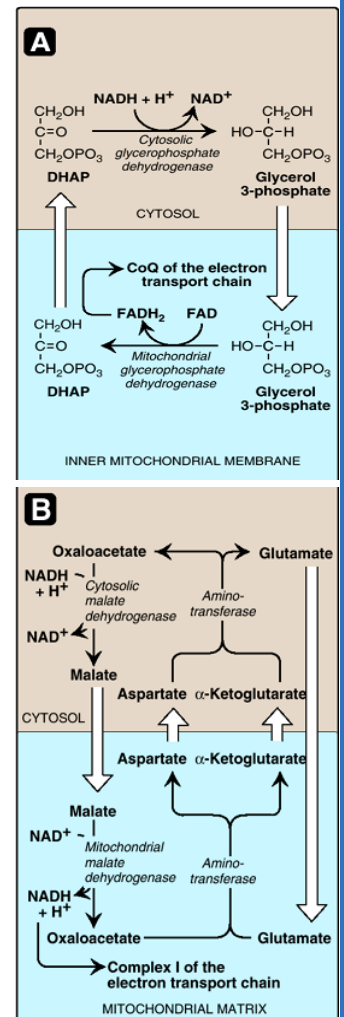 A
NADH + H+ NAD+
CH2OH
C=O
CH2OPO3
DHAP
Cytosolic
glycerophosphate
dehydrogenase
CH2OH
HO–C–H
CH2OPO3
Glycerol
3-phosphate
CYTOSOL
CoQ of the electron
transport chain
FADH2 FAD
CH2OH
C=O
CH2OPO3
DHAP
Mitochondrial
glycerophosphate
dehydrogenase
CH2OH
HO–C–H
CH2OPO3
Glycerol
3-phosphate
INNER MITOCHONDRIAL MEMBRANE
B
Oxaloacetate
Glutamate
NADH
+ H+
Cytosolic
malate
dehydrogenase
NAD+
Malate
Amino-
transferase
Aspartate α-Ketoglutarate
CYTOSOL
Aspartate α-Ketoglutarate
Malate
NAD+
Mitochondrial
malate
dehydrogenase
NADH
+ H+
Amino-
transferase
Oxaloacetate
Glutamate
Complex I of the
electron transport chain
MITOCHONDRIAL MATRIX